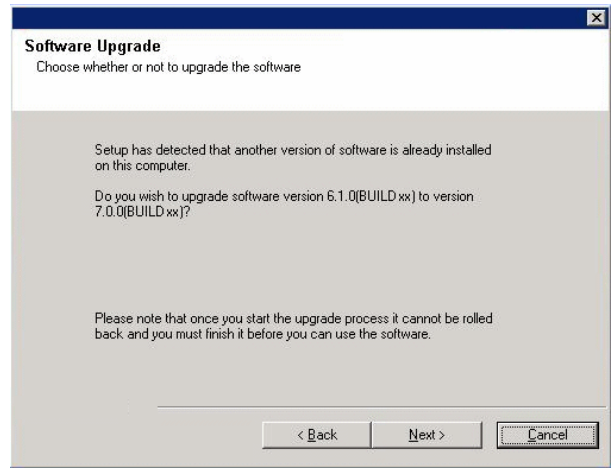 Software Upgrade
Choose whether or not to upgrade the software
Setup has detected that another version of software is already installed
on this computer.
Do you wish to upgrade software version 6.1.0(BUILD xx) to version
7.0.0(BUILD xx)?
Please note that once you start the upgrade process it cannot be rolled
back and you must finish it before you can use the software.
< Back Next > Cancel